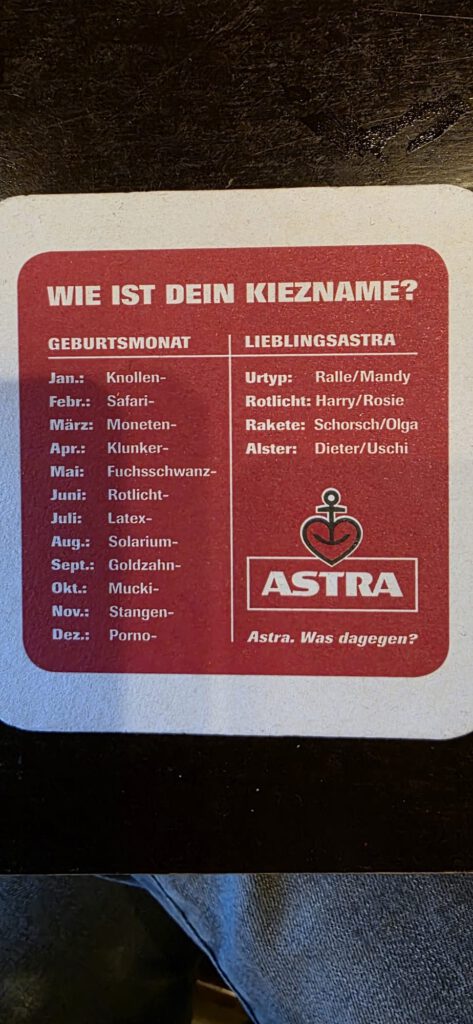 WIE IST DEIN KIEZNAME?
GEBURTSMONAT
Jan.: Knollen-
Febr.: Safari-
März: Moneten-
Apr.: Klunker-
Mai: Fuchsschwanz-
Juni: Rotlicht-
Juli: Latex-
Aug.: Solarium-
Sept.: Goldzahn-
Okt.: Mucki-
Nov.: Stangen-
Dez.: Porno-
LIEBLINGSASTRA
Urtyp: Ralle/Mandy
Rotlicht: Harry/Rosie
Rakete: Schorsch/Olga
Alster: Dieter/Uschi
ASTRA
Astra. Was dagegen?